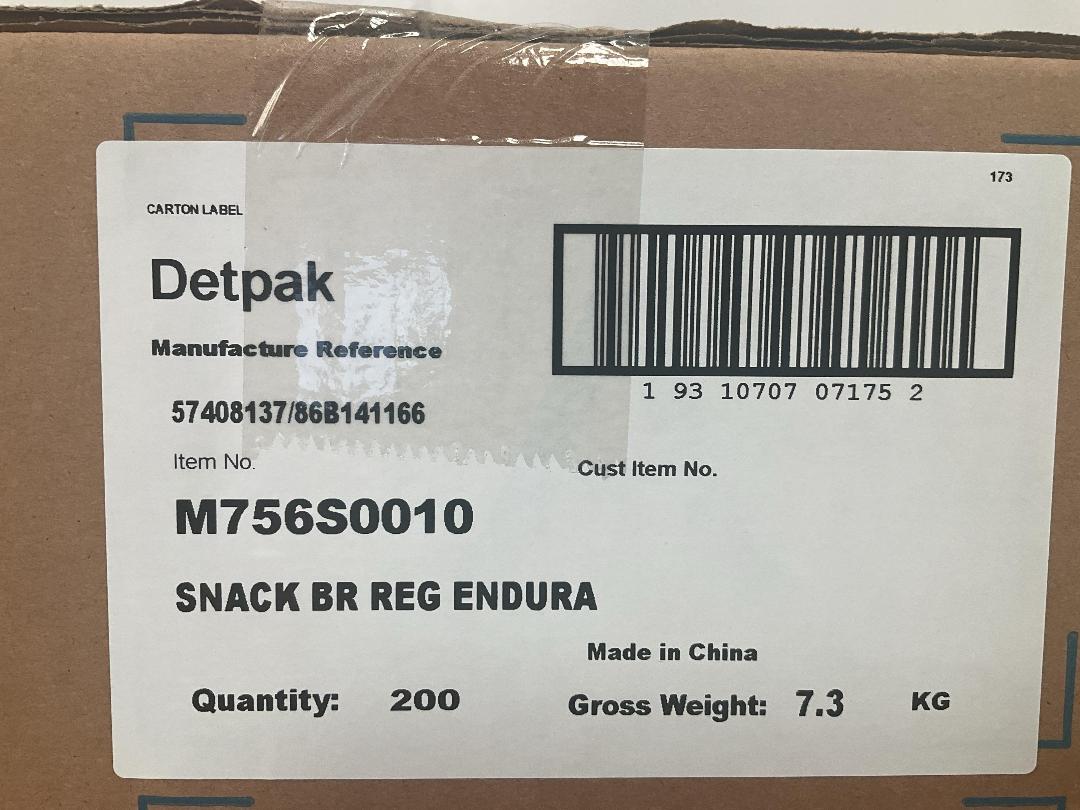 173
CARTON LABEL
Detpak
Manufacture Reference
1 93 10707 07175 2
57408137/86B141166
Item No.
Cust Item No.
M756S0010
SNACK BR REG ENDURA
Made in China
Quantity: 200
Gross Weight: 7.3 KG